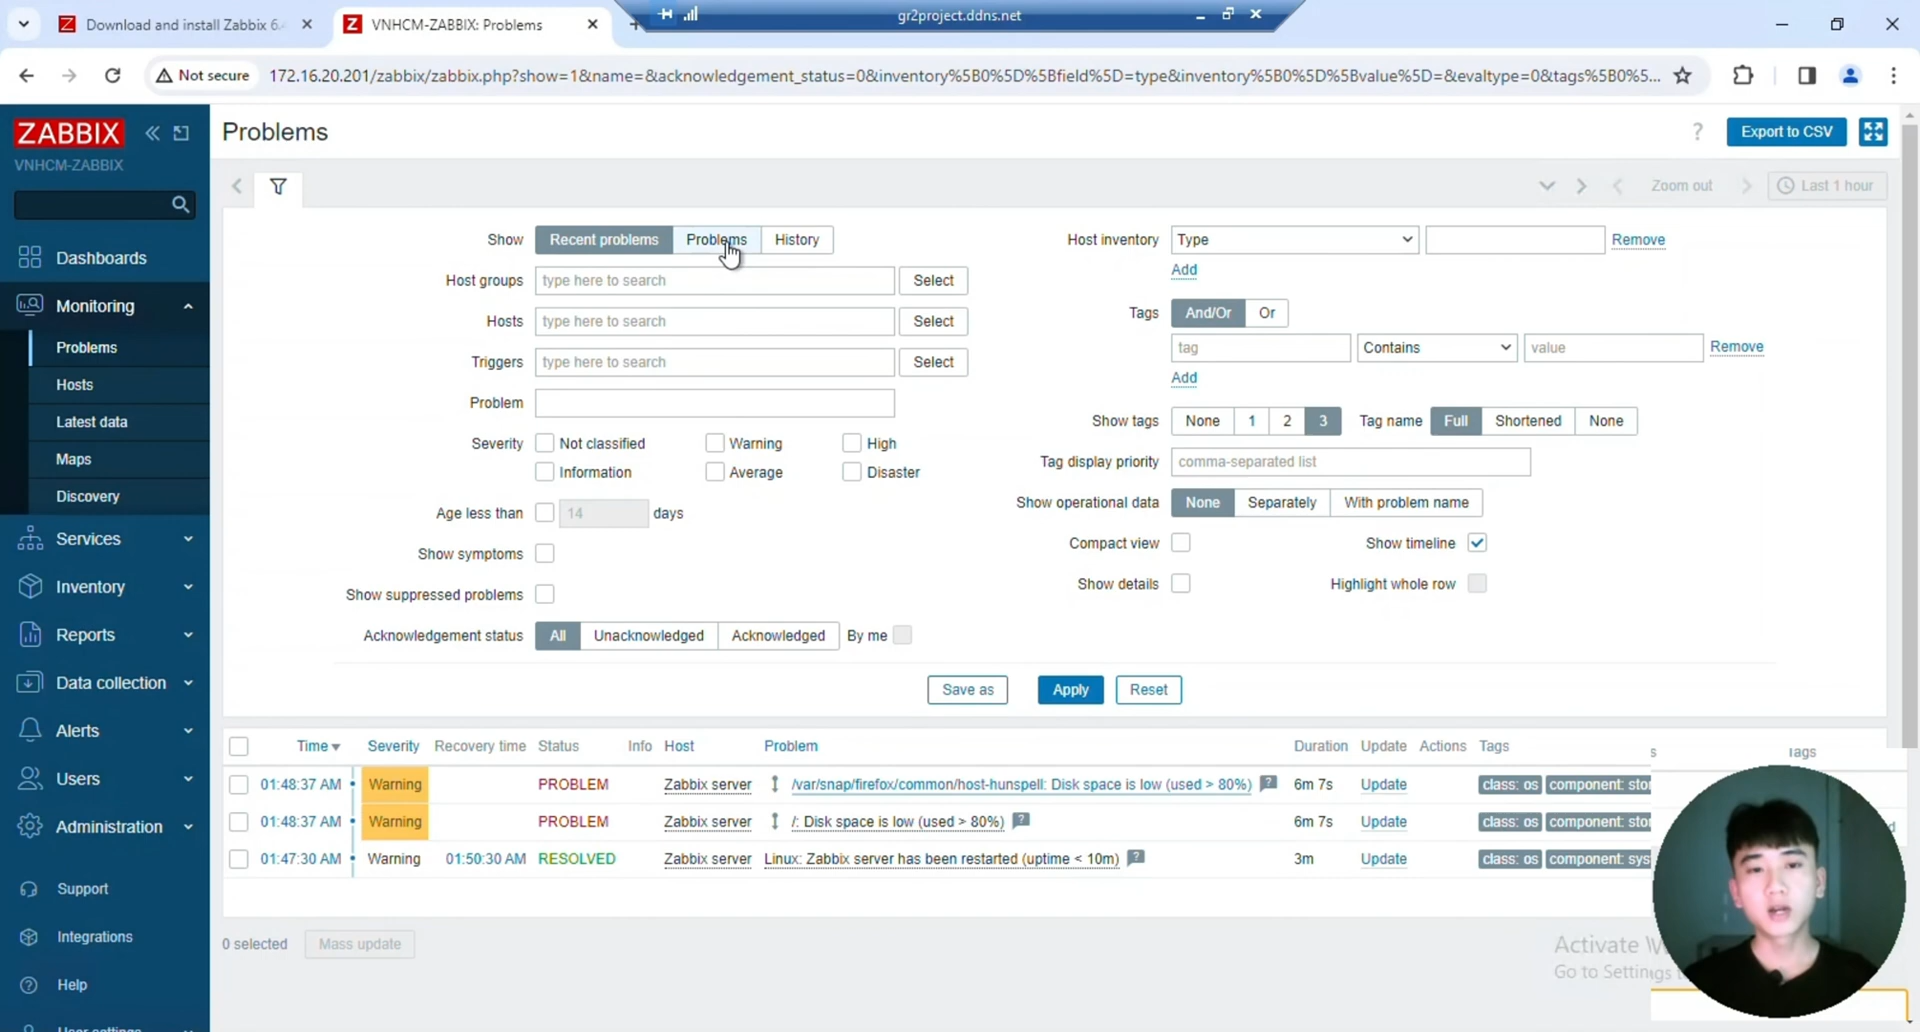 Download and install Zabbix 6.
VNHCM-ZABBIX: Problems
gr2project.ddns.net
Not secure
172.16.20.201/zabbix/zabbix.php?show=1&name=&acknowledgement_status=0&inventory%5B0%5D%5Bfield%5D=type&inventory%5B0%5D%5Bvalue%5D=&evaltype=0&tags%5B0%5...
ZABBIX
VNHCM-ZABBIX
Dashboards
Monitoring
Problems
Hosts
Latest data
Maps
Discovery
Services
Inventory
Reports
Data collection
Alerts
Users
Administration
Support
Integrations
Help
User settings
Problems
? Export to CSV
Zoom out
Last 1 hour
Show Recent problems Problems History
Host groups type here to search Select
Hosts type here to search Select
Triggers type here to search Select
Problem
Severity Not classified Warning High
Information Average Disaster
Age less than 14 days
Show symptoms
Show suppressed problems
Acknowledgement status All Unacknowledged Acknowledged By me
Host inventory Type Remove
Add
Tags And/Or Or
tag Contains value Remove
Add
Show tags None 1 2 3 Tag name Full Shortened None
Tag display priority comma-separated list
Show operational data None Separately With problem name
Compact view Show timeline
Show details Highlight whole row
Save as Apply Reset
Time Severity Recovery time Status Info Host Problem Duration Update Actions Tags
s Tags
01:48:37 AM Warning PROBLEM Zabbix server /var/snap/firefox/common/host-hunspell: Disk space is low (used > 80%) ? 6m 7s Update class: os component: stor
01:48:37 AM Warning PROBLEM Zabbix server /: Disk space is low (used > 80%) ? 6m 7s Update class: os component: stor
01:47:30 AM Warning 01:50:30 AM RESOLVED Zabbix server Linux: Zabbix server has been restarted (uptime < 10m) ? 3m Update class: os component: sys
0 selected Mass update
Activate W
Go to Settings